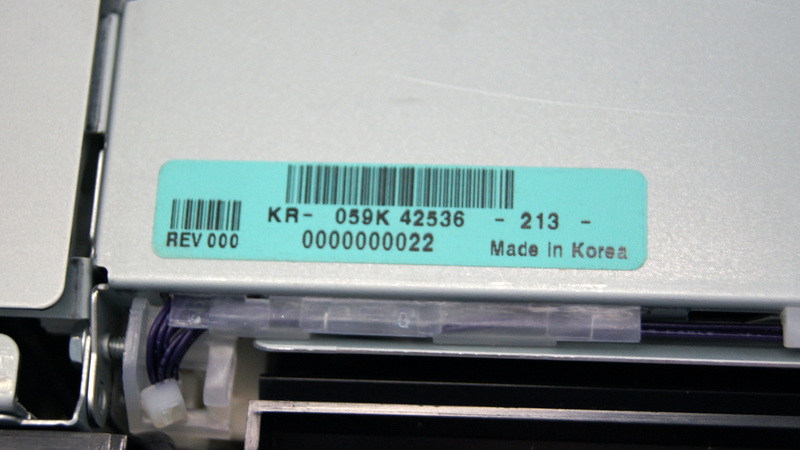 KR- 059K 42536 - 213 -
REV 000 0000000022 Made in Korea